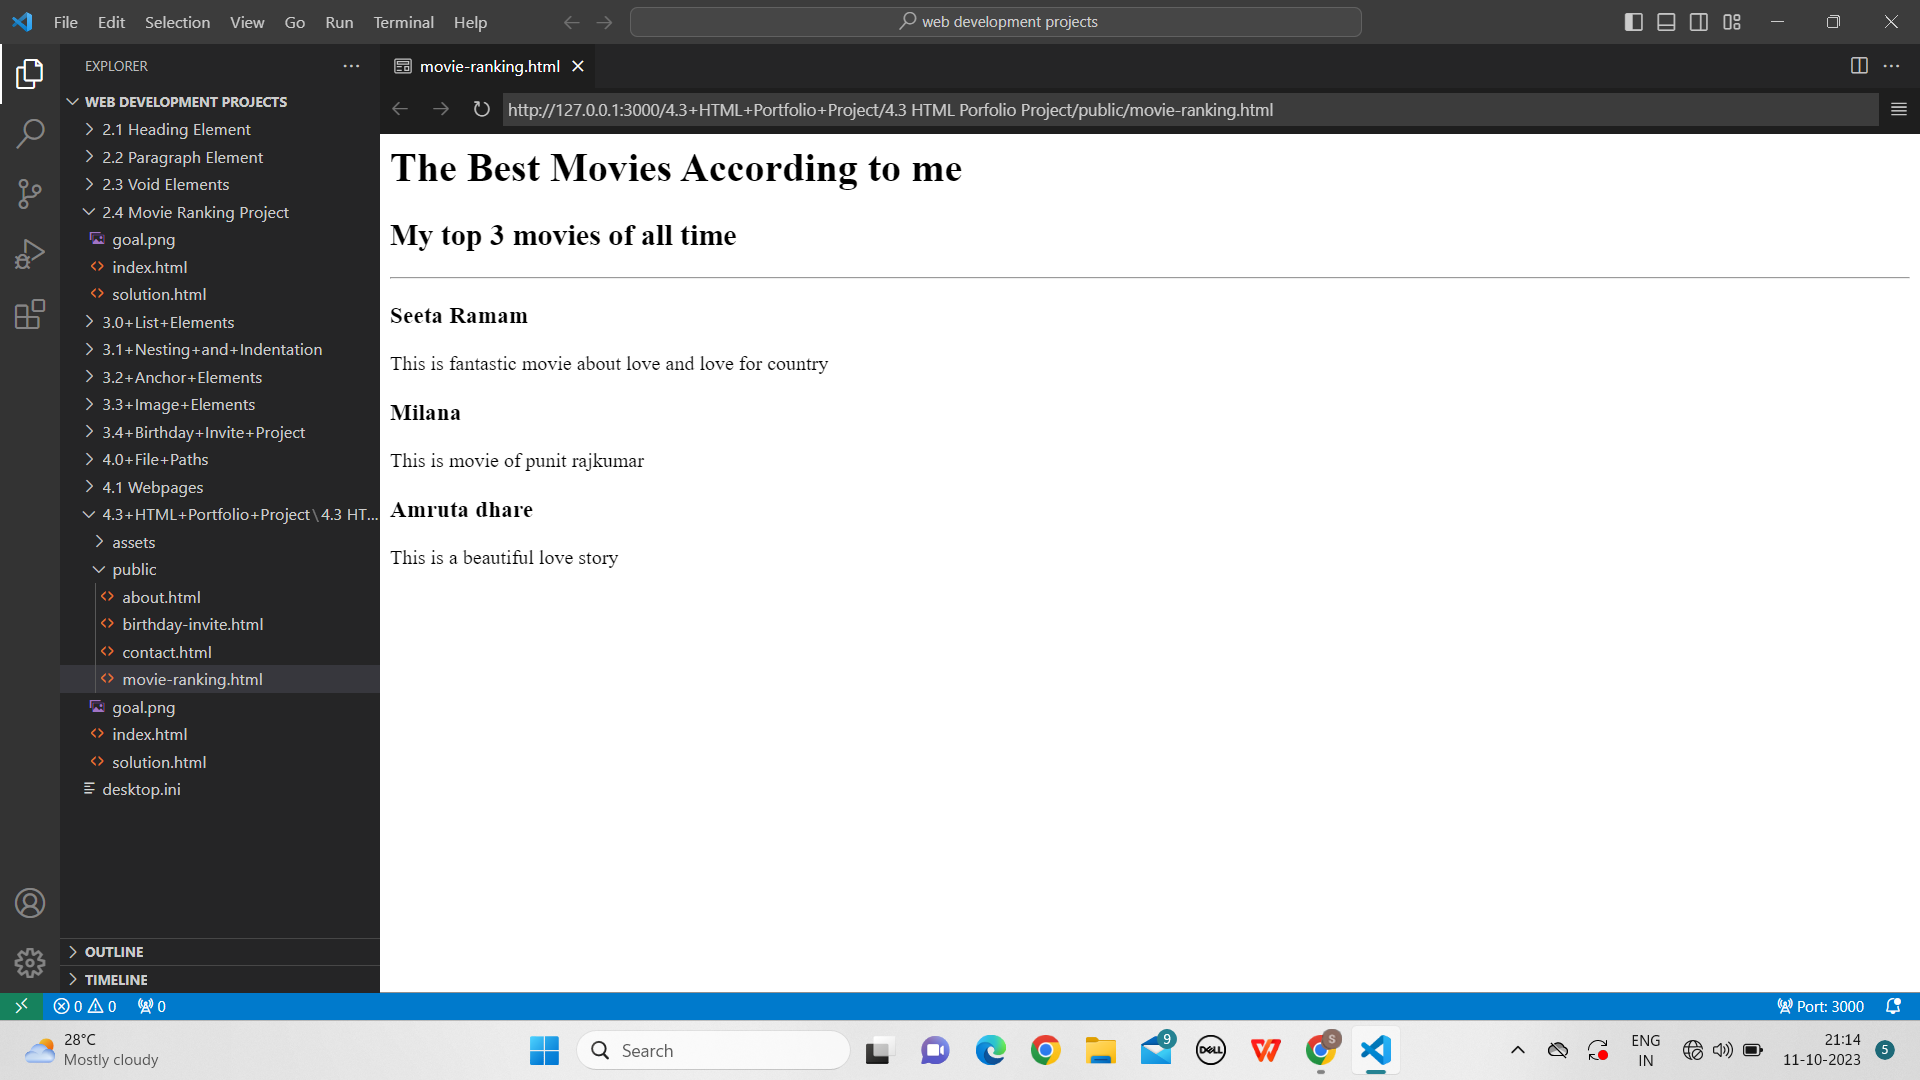 File Edit Selection View Go Run Terminal Help
web development projects
EXPLORER
movie-ranking.html
WEB DEVELOPMENT PROJECTS
http://127.0.0.1:3000/4.3+HTML+Portfolio+Project/4.3 HTML Porfolio Project/public/movie-ranking.html
2.1 Heading Element
2.2 Paragraph Element
2.3 Void Elements
2.4 Movie Ranking Project
goal.png
index.html
solution.html
3.0+List+Elements
3.1+Nesting+and+Indentation
3.2+Anchor+Elements
3.3+Image+Elements
3.4+Birthday+Invite+Project
4.0+File+Paths
4.1 Webpages
4.3+HTML+Portfolio+Project\4.3 HT...
assets
public
about.html
birthday-invite.html
contact.html
movie-ranking.html
goal.png
index.html
solution.html
desktop.ini
OUTLINE
TIMELINE
The Best Movies According to me
My top 3 movies of all time
Seeta Ramam
This is fantastic movie about love and love for country
Milana
This is movie of punit rajkumar
Amruta dhare
This is a beautiful love story
0 0 0
Port: 3000
28°C
Mostly cloudy
Search
9
DELL
S
ENG
IN
21:14
11-10-2023
5